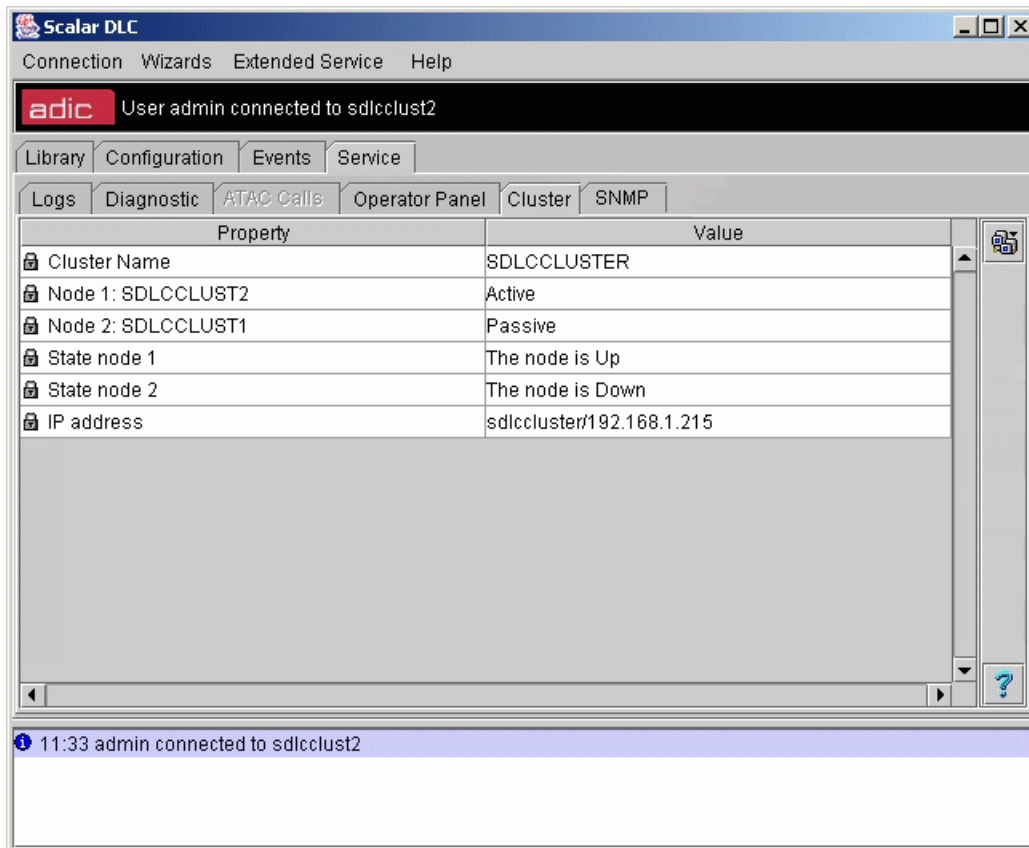 Scalar DLC
Connection Wizards Extended Service Help
adic User admin connected to sdlcclust2
Library Configuration Events Service
Logs Diagnostic ATAC Calls Operator Panel Cluster SNMP
Property Value
Cluster Name SDLCCLUSTER
Node 1: SDLCCLUST2 Active
Node 2: SDLCCLUST1 Passive
State node 1 The node is Up
State node 2 The node is Down
IP address sdlccluster/192.168.1.215
11:33 admin connected to sdlcclust2